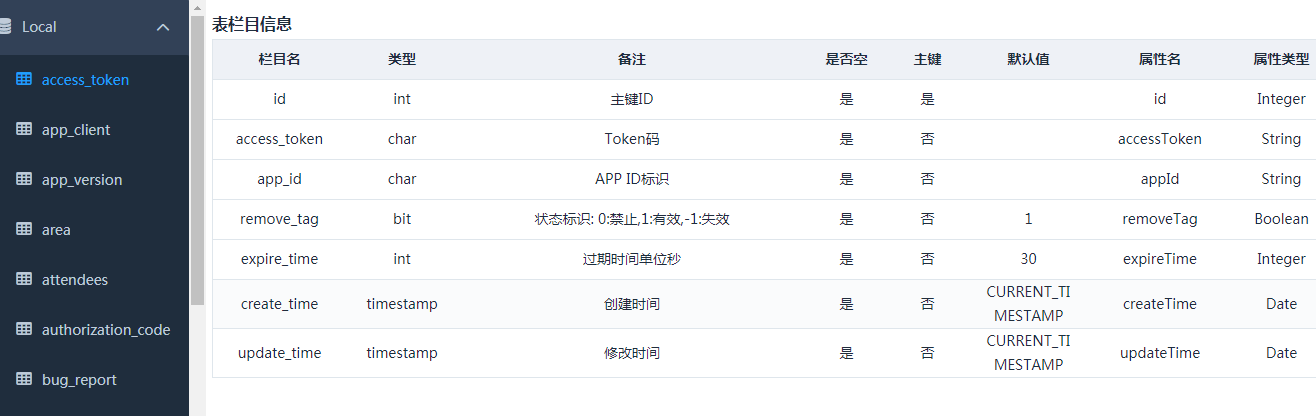 Local
access_token
app_client
app_version
area
attendees
authorization_code
bug_report
表栏目信息
栏目名 类型 备注 是否空 主键 默认值 属性名 属性类型
id int 主键ID 是 是 id Integer
access_token char Token码 是 否 accessToken String
app_id char APP ID标识 是 否 appId String
remove_tag bit 状态标识: 0:禁止,1:有效,-1:失效 是 否 1 removeTag Boolean
expire_time int 过期时间单位秒 是 否 30 expireTime Integer
create_time timestamp 创建时间 是 否 CURRENT_TI createTime Date
MESTAMP
update_time timestamp 修改时间 是 否 CURRENT_TI updateTime Date
MESTAMP